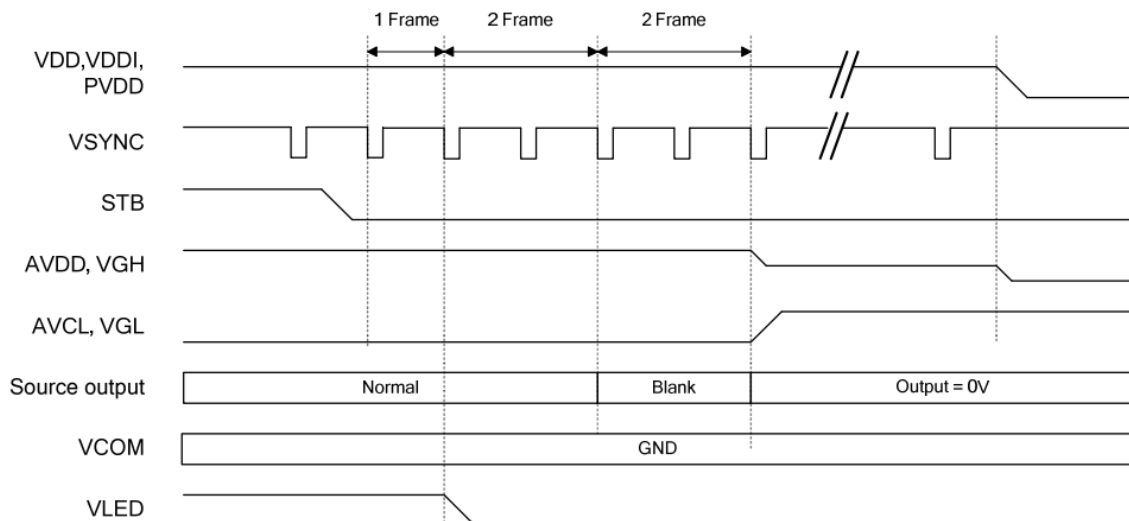 1 Frame 2 Frame 2 Frame
VDD,VDDI,
PVDD
VSYNC
STB
AVDD, VGH
AVCL, VGL
Source output Normal Blank Output = 0V
VCOM GND
VLED